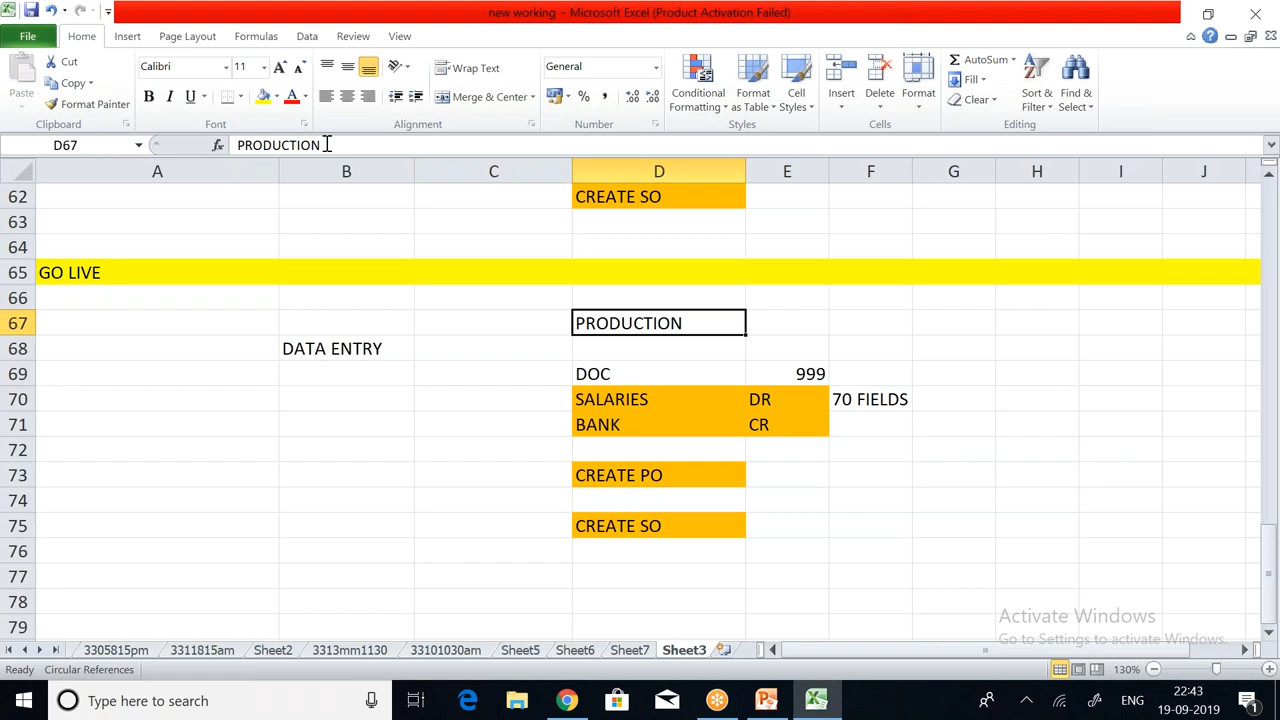 new working - Microsoft Excel (Product Activation Failed)
File Home Insert Page Layout Formulas Data Review View
Paste
Cut
Copy
Format Painter
Clipboard
Calibri 11
B I U A
Font
Wrap Text
Merge & Center
Alignment
General
%
Number
Conditional Formatting
Format as Table
Cell Styles
Styles
Insert
Delete
Format
Cells
AutoSum
Fill
Clear
Sort & Filter
Find & Select
Editing
D67 fx PRODUCTION
A B C D E F G H I J
62 CREATE SO
63
64
65 GO LIVE
66
67 PRODUCTION
68 DATA ENTRY
69 DOC 999
70 SALARIES DR 70 FIELDS
71 BANK CR
72
73 CREATE PO
74
75 CREATE SO
76
77
78
79
Activate Windows
Go to Settings to activate Windows.
3305815pm 3311815am Sheet2 3313mm1130 33101030am Sheet5 Sheet6 Sheet7 Sheet3
Ready Circular References 130%
Type here to search
ENG
22:43
19-09-2019
1